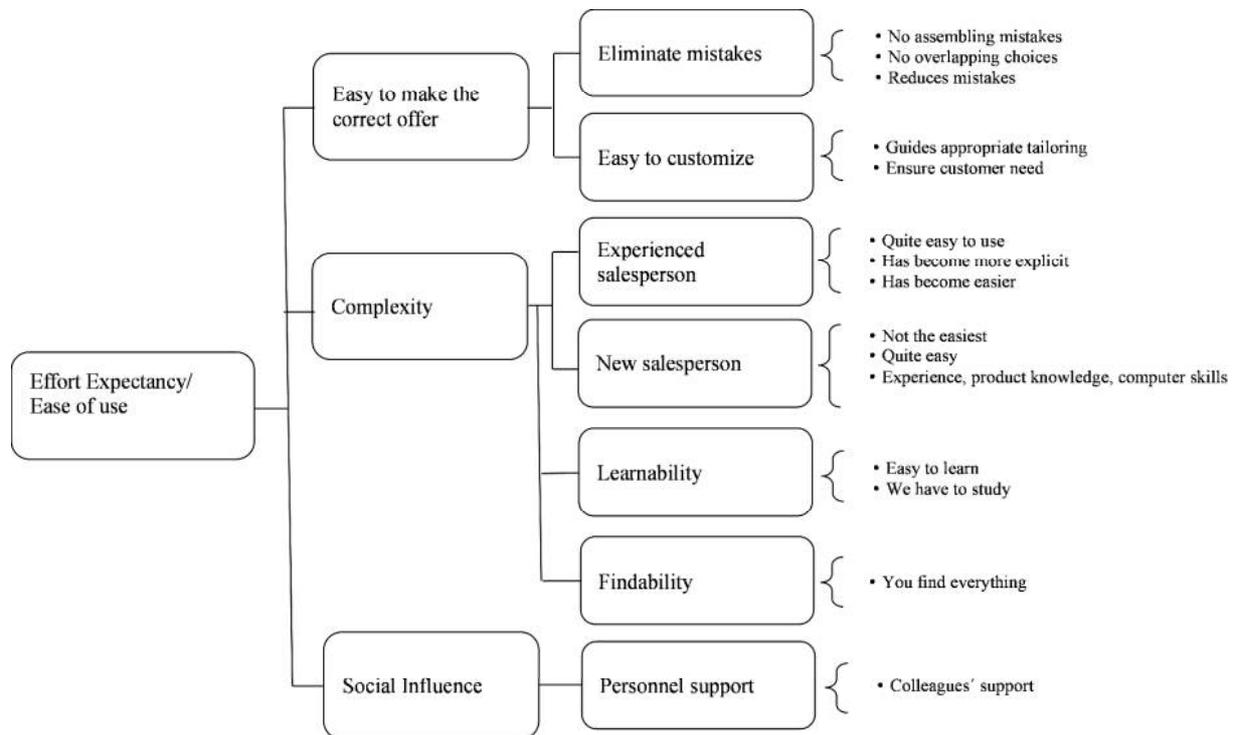 Effort Expectancy/
Ease of use
Easy to make the
correct offer
Eliminate mistakes
• No assembling mistakes
• No overlapping choices
• Reduces mistakes
Easy to customize
• Guides appropriate tailoring
• Ensure customer need
Complexity
Experienced
salesperson
• Quite easy to use
• Has become more explicit
• Has become easier
New salesperson
• Not the easiest
• Quite easy
• Experience, product knowledge, computer skills
Learnability
• Easy to learn
• We have to study
Findability
• You find everything
Social Influence
Personnel support
• Colleagues´ support